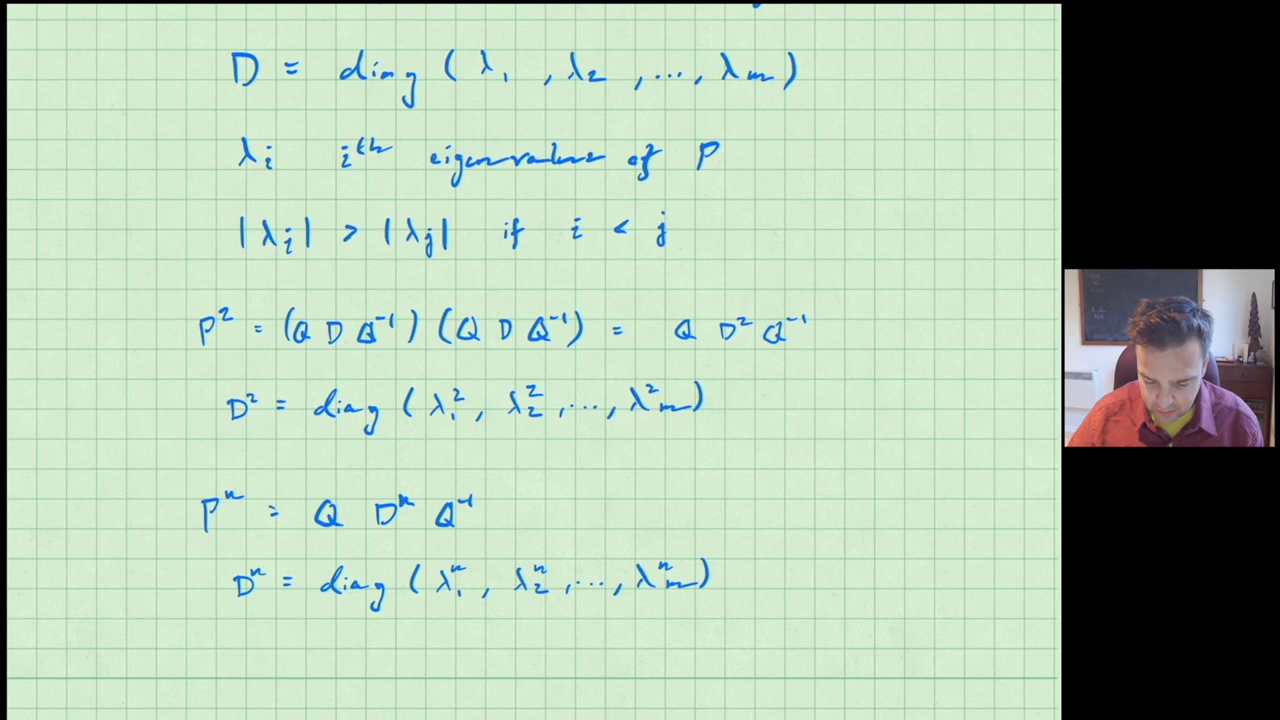 D = diag (λ₁, λ₂, ..., λₘ)
λᵢ iᵗʰ eigenvalue of P
|λᵢ| > |λⱼ| if i < j
P² = (Q D Q⁻¹) (Q D Q⁻¹) = Q D² Q⁻¹
D² = diag (λ₁², λ₂², ..., λ²ₘ)
Pⁿ = Q Dⁿ Q⁻¹
Dⁿ = diag (λ₁ⁿ, λ₂ⁿ, ..., λⁿₘ)